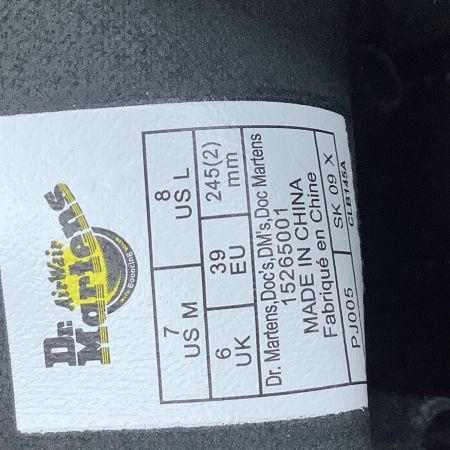 Dr. AirWair
Martens
With Bouncing
7
US M
8
US L
6
UK
39
EU
245(2)
mm
Dr. Martens,Doc's,DM's,Doc Martens
15265001
MADE IN CHINA
Fabriqué en Chine
PJ005
SK 09 X
CLB145A